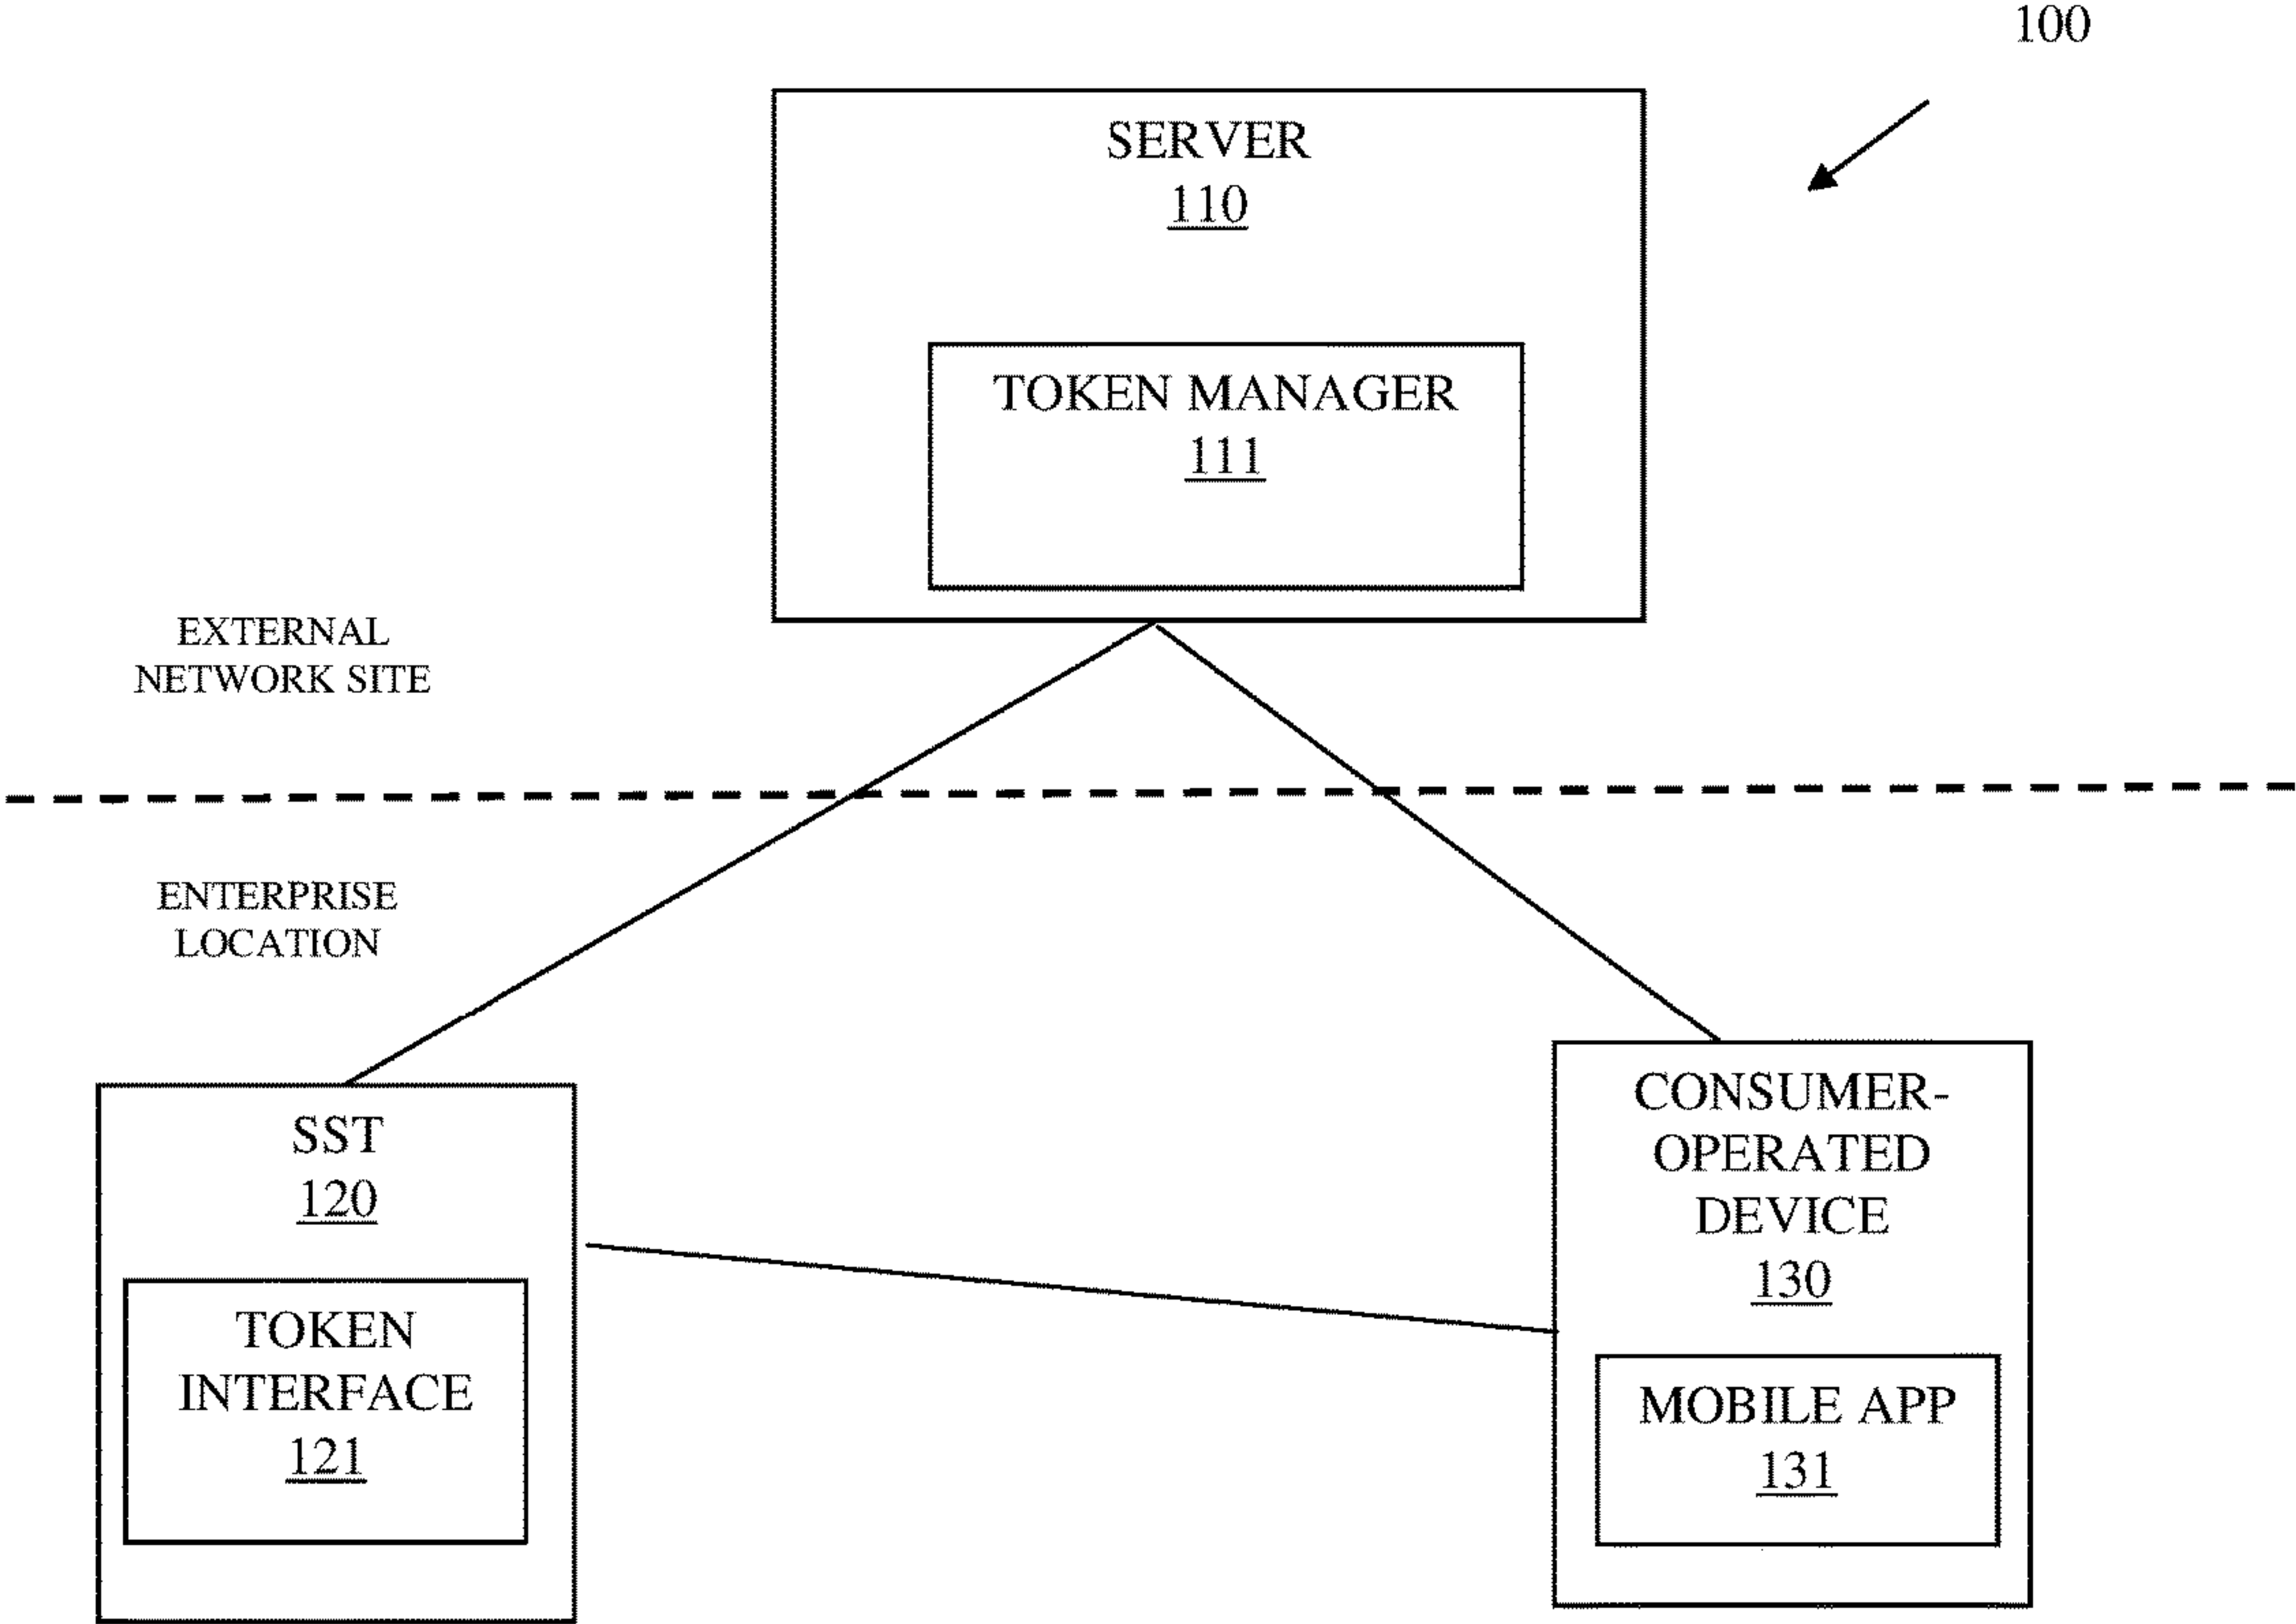 100
SERVER
110
TOKEN MANAGER
111
EXTERNAL
NETWORK SITE
ENTERPRISE
LOCATION
SST
120
TOKEN
INTERFACE
121
CONSUMER-
OPERATED
DEVICE
130
MOBILE APP
131